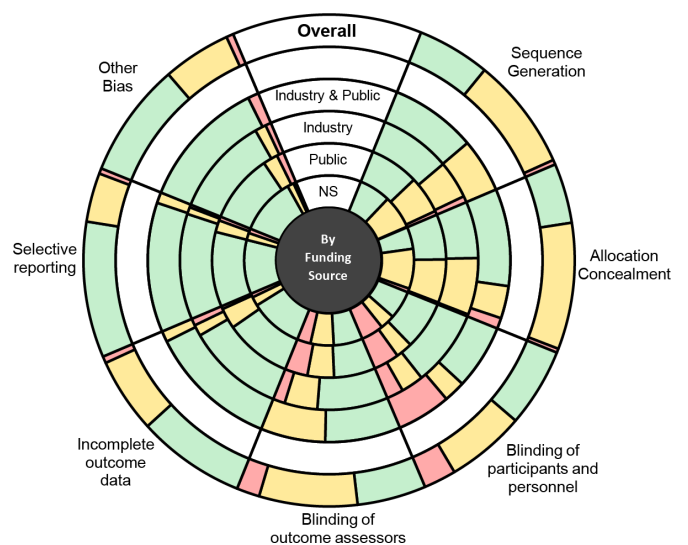 Overall
Sequence
Generation
Other
Bias
Industry & Public
Industry
Public
NS
By
Funding
Source
Selective
reporting
Allocation
Concealment
Incomplete
outcome
data
Blinding of
participants and
personnel
Blinding of
outcome assessors